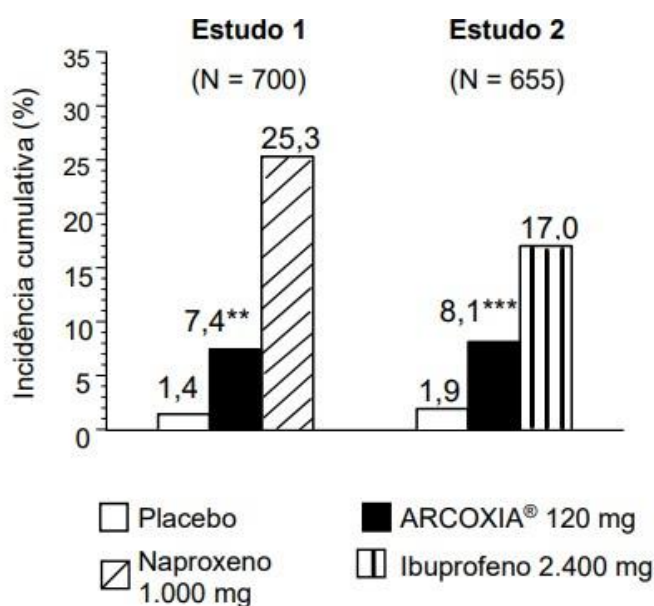 Estudo 1
(N = 700)
Estudo 2
(N = 655)
Incidência cumulativa (%)
35
30
25
20
15
10
5
0
1,4
7,4**
25,3
1,9
8,1***
17,0
Placebo
ARCOXIA® 120 mg
Naproxeno
1.000 mg
Ibuprofeno 2.400 mg